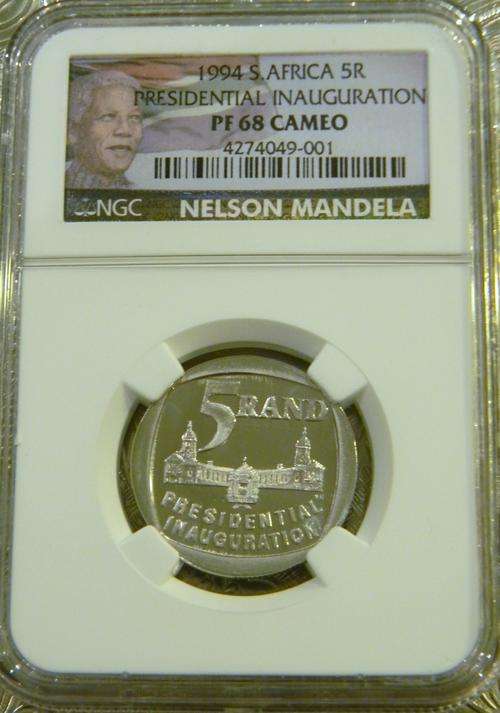 1994 S. AFRICA 5R
PRESIDENTIAL INAUGURATION
PF 68 CAMEO
4274049-001
NGC NELSON MANDELA
5 RAND
PRESIDENTIAL
INAUGURATION